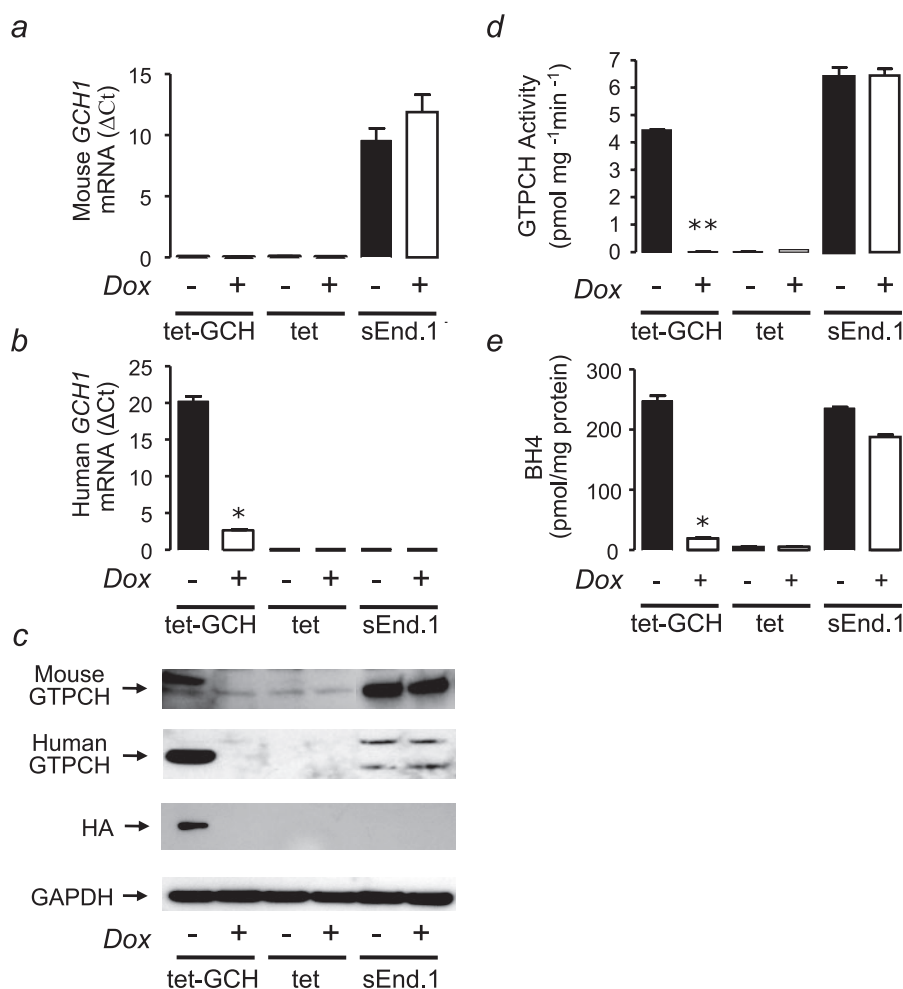 a
Mouse GCH1
mRNA (ΔCt)
15
10
5
0
Dox - + - + - +
tet-GCH tet sEnd.1
b
Human GCH1
mRNA (ΔCt)
25
20
15
10
5
0
*
Dox - + - + - +
tet-GCH tet sEnd.1
c
Mouse
GTPCH →
Human
GTPCH →
HA →
GAPDH →
Dox - + - + - +
tet-GCH tet sEnd.1
d
GTPCH Activity
(pmol mg -1min -1)
7
6
5
4
3
2
1
0
**
- + - + - +
tet-GCH tet sEnd.1
e
BH4
(pmol/mg protein)
300
200
100
0
*
- + - + - +
tet-GCH tet sEnd.1